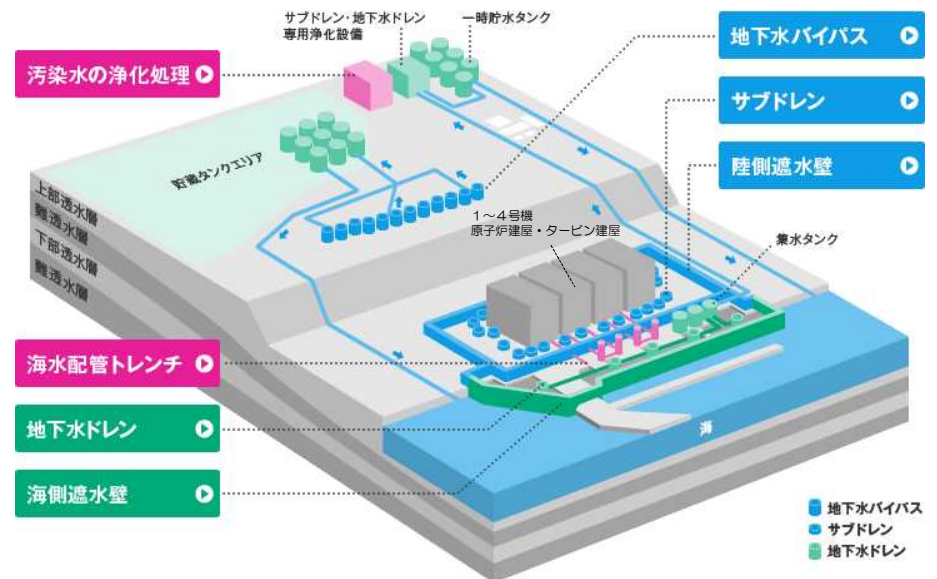 サブドレン・地下水ドレン
専用浄化設備
一時貯水タンク
地下水バイパス
汚染水の浄化処理
サブドレン
陸側遮水壁
貯蔵タンクエリア
上部透水層
難透水層
下部透水層
難透水層
1〜4号機
原子炉建屋・タービン建屋
集水タンク
海水配管トレンチ
地下水ドレン
海側遮水壁
海
地下水バイパス
サブドレン
地下水ドレン